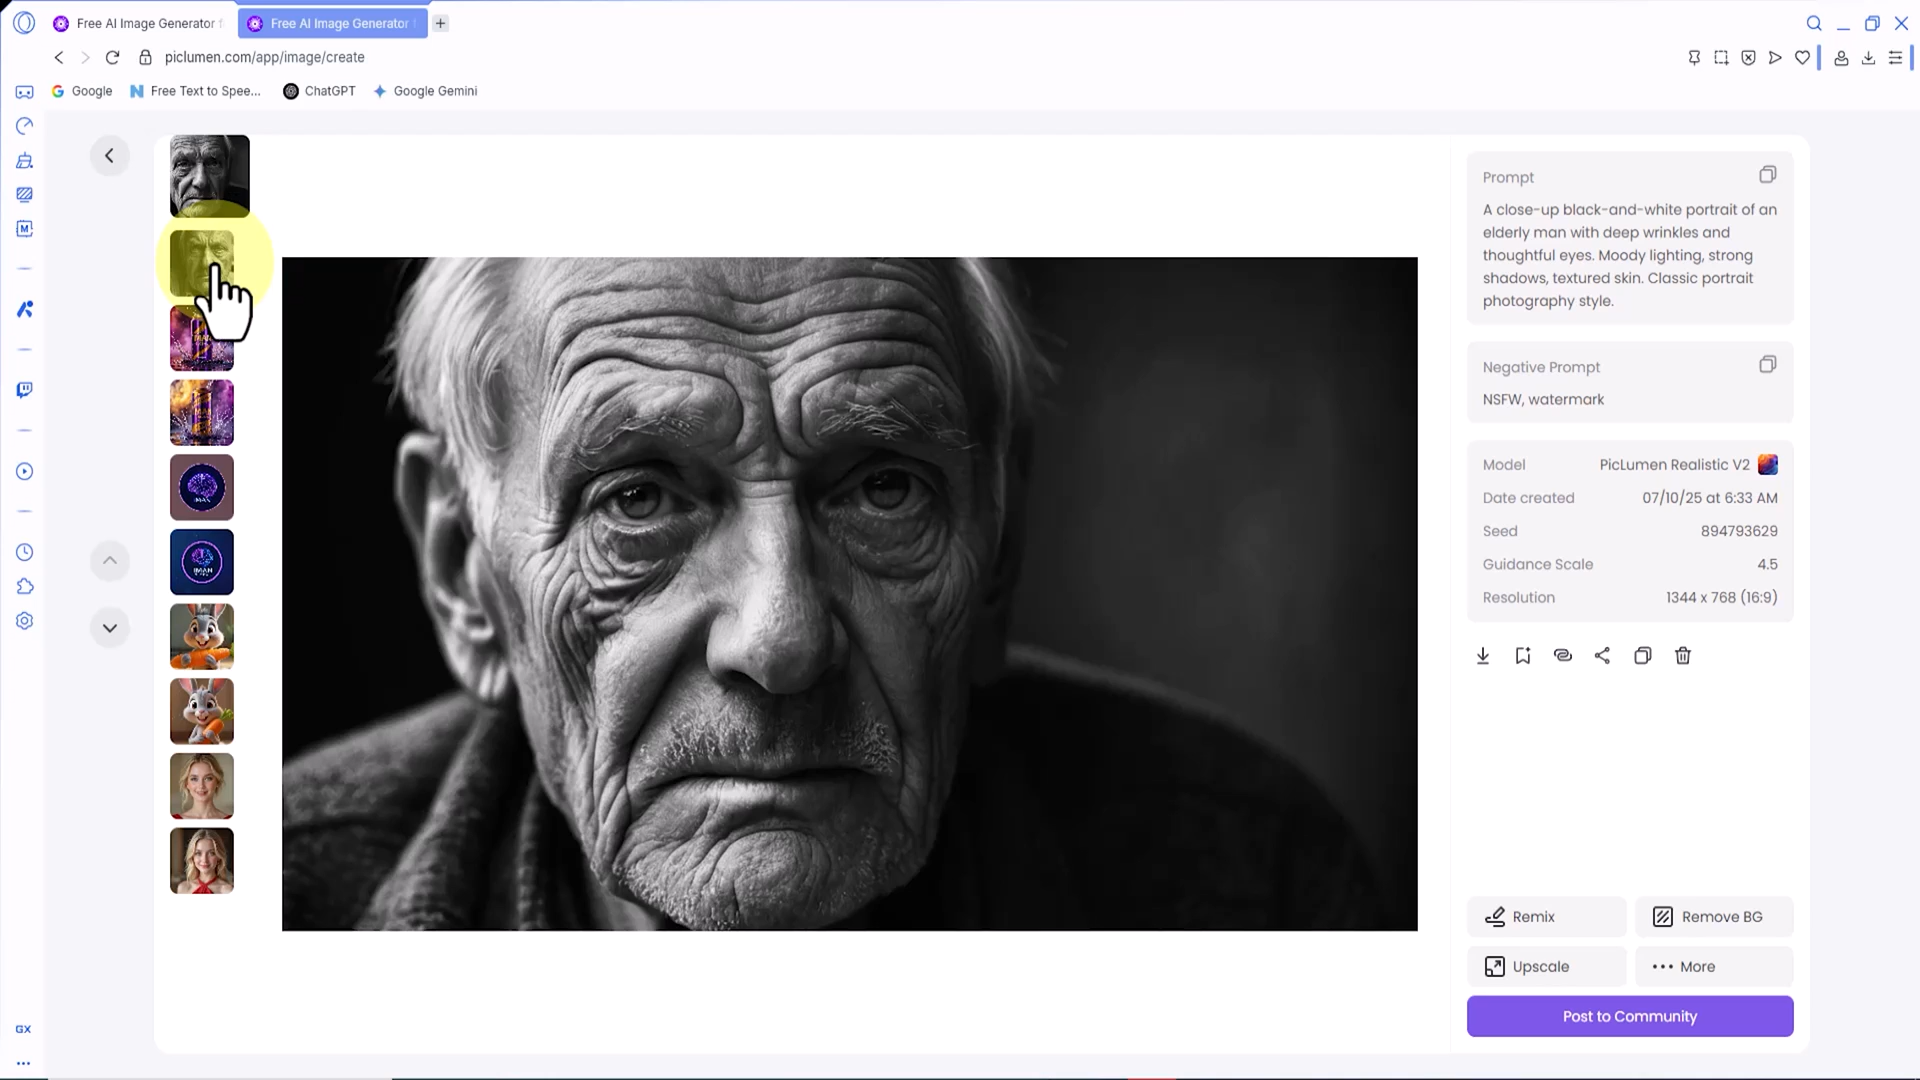 Free AI Image Generator f
Free AI Image Generator f
piclumen.com/app/image/create
Google
Free Text to Spee...
ChatGPT
Google Gemini
Prompt
A close-up black-and-white portrait of an
elderly man with deep wrinkles and
thoughtful eyes. Moody lighting, strong
shadows, textured skin. Classic portrait
photography style.
Negative Prompt
NSFW, watermark
Model PicLumen Realistic V2
Date created 07/10/25 at 6:33 AM
Seed 894793629
Guidance Scale 4.5
Resolution 1344 x 768 (16:9)
Remix
Remove BG
Upscale
More
Post to Community
GX
M
IMAN